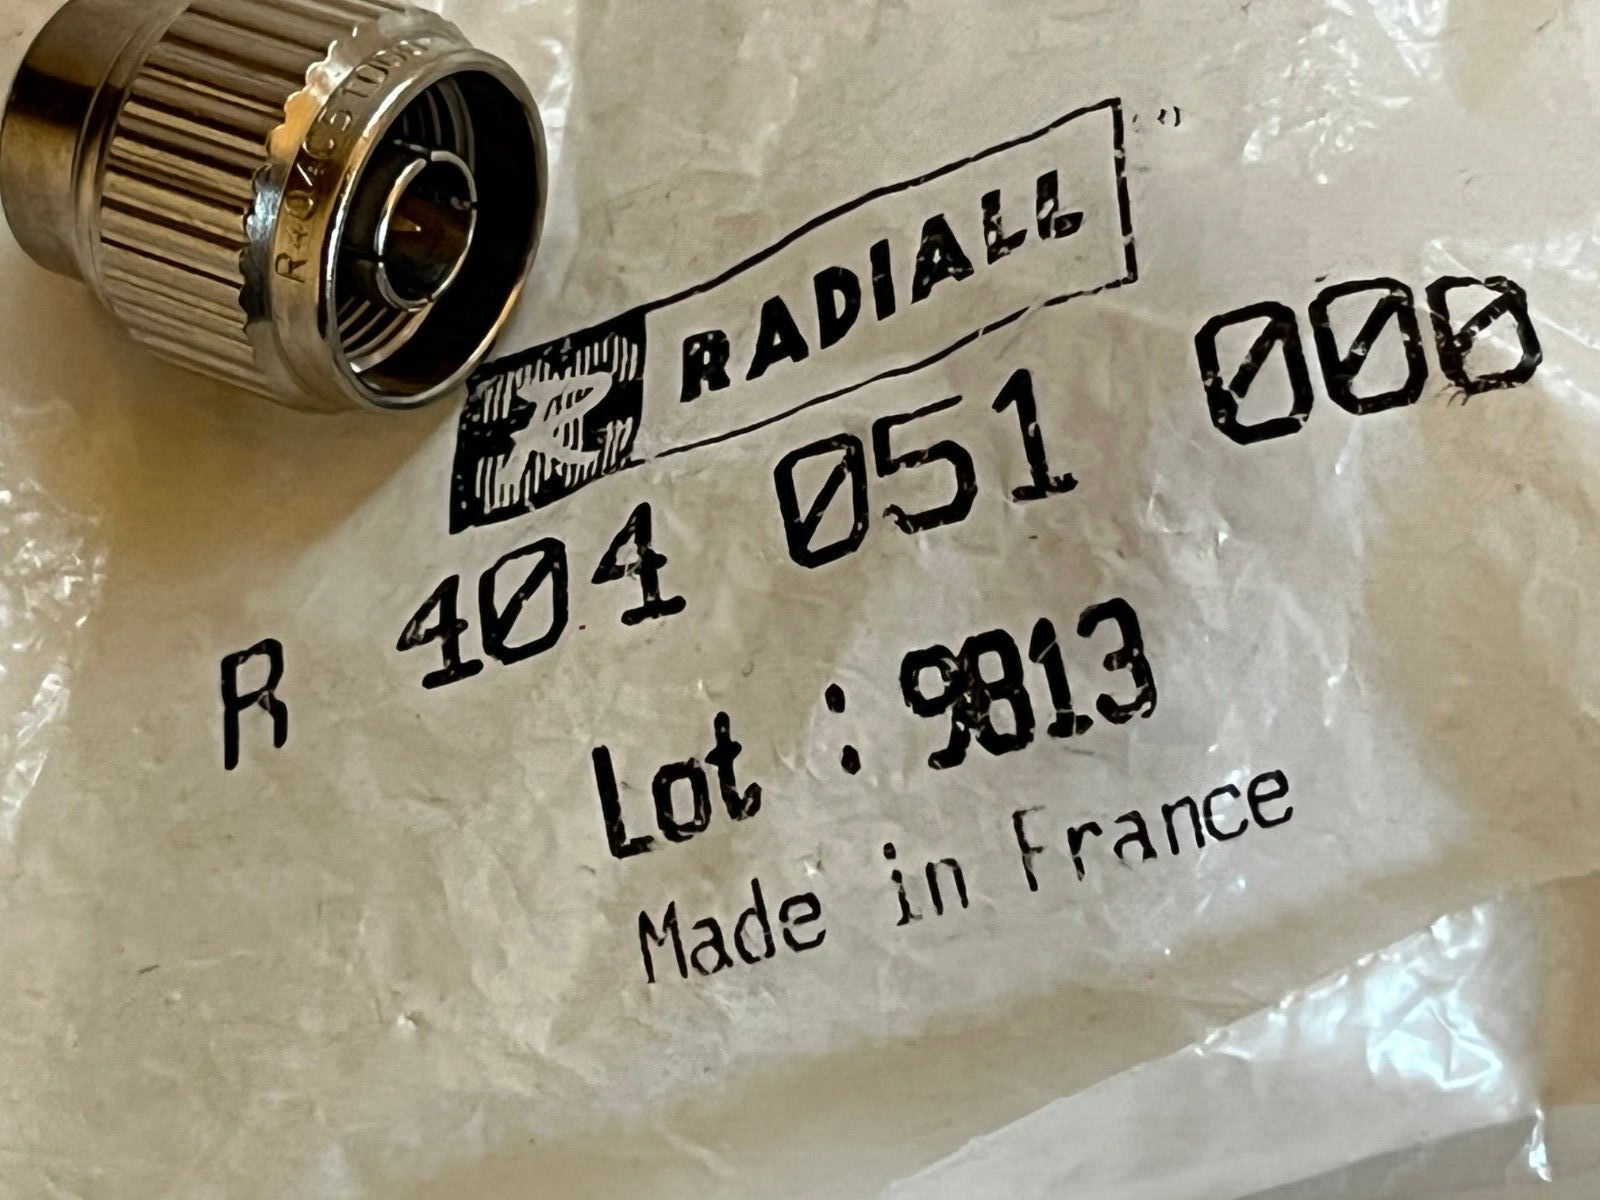 RADIALL
R 404 051 000
Lot : 9813
Made in France